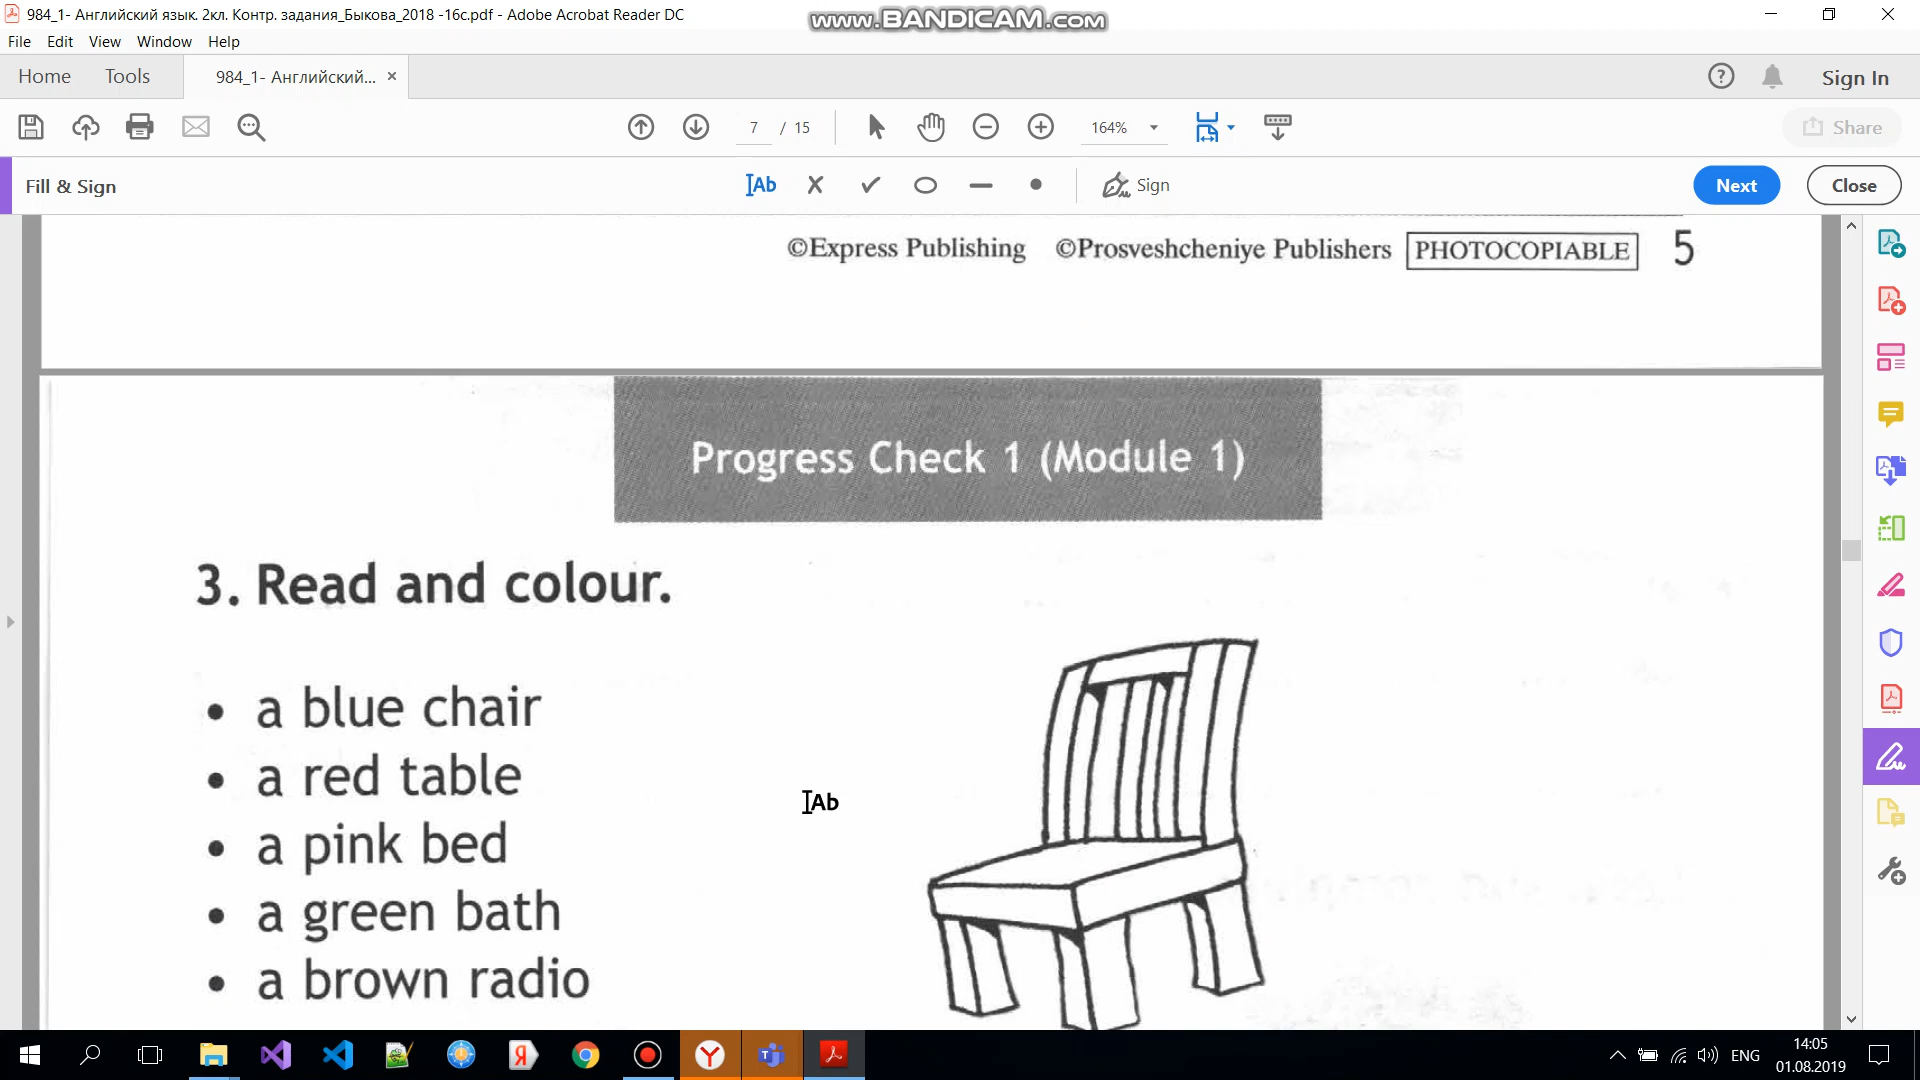 984_1- Английский язык. 2кл. Контр. задания_Быкова_2018 -16с.pdf - Adobe Acrobat Reader DC
www.BANDICAM.com
File Edit View Window Help
Home Tools 984_1- Английский... × Sign In
7 / 15 164% Share
Fill & Sign Ab Sign Next Close
©Express Publishing ©Prosveshcheniye Publishers PHOTOCOPIABLE 5
Progress Check 1 (Module 1)
3. Read and colour.
• a blue chair
• a red table
Ab
• a pink bed
• a green bath
• a brown radio
ENG 14:05
01.08.2019